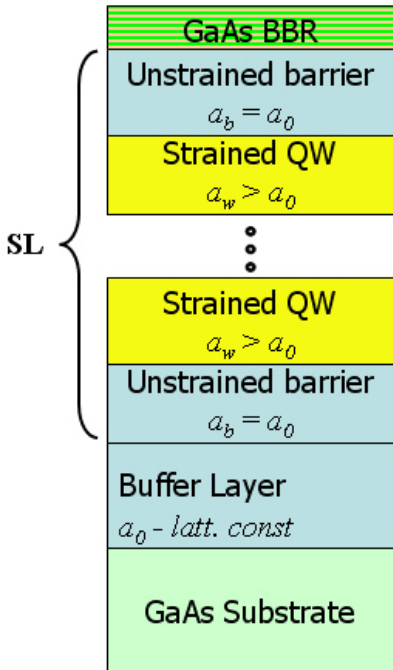 GaAs BBR
Unstrained barrier
a_b = a_0
Strained QW
a_w > a_0
SL
Strained QW
a_w > a_0
Unstrained barrier
a_b = a_0
Buffer Layer
a_0 - latt. const
GaAs Substrate